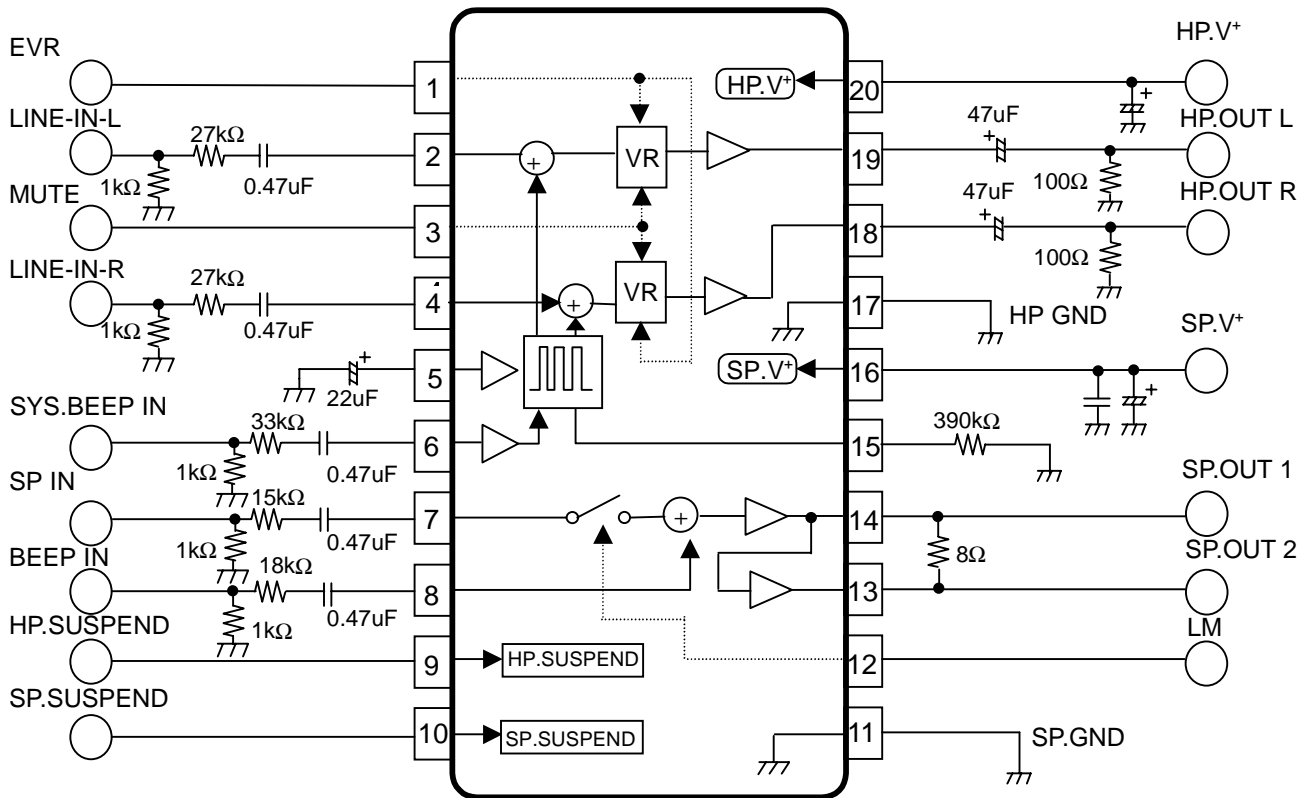 EVR
LINE-IN-L
27kΩ
1kΩ
0.47uF
MUTE
LINE-IN-R
27kΩ
1kΩ
0.47uF
22uF
SYS.BEEP IN
33kΩ
1kΩ
0.47uF
SP IN
15kΩ
1kΩ
0.47uF
BEEP IN
18kΩ
1kΩ
0.47uF
HP.SUSPEND
SP.SUSPEND
1
2
3
4
5
6
7
8
9
10
HP.V+
VR
+
VR
+
SP.V+
+
HP.SUSPEND
SP.SUSPEND
20
19
18
17
16
15
14
13
12
11
HP.V+
+
47uF
+
HP.OUT L
100Ω
47uF
+
HP.OUT R
100Ω
HP GND
SP.V+
+
390kΩ
SP.OUT 1
8Ω
SP.OUT 2
LM
SP.GND
+